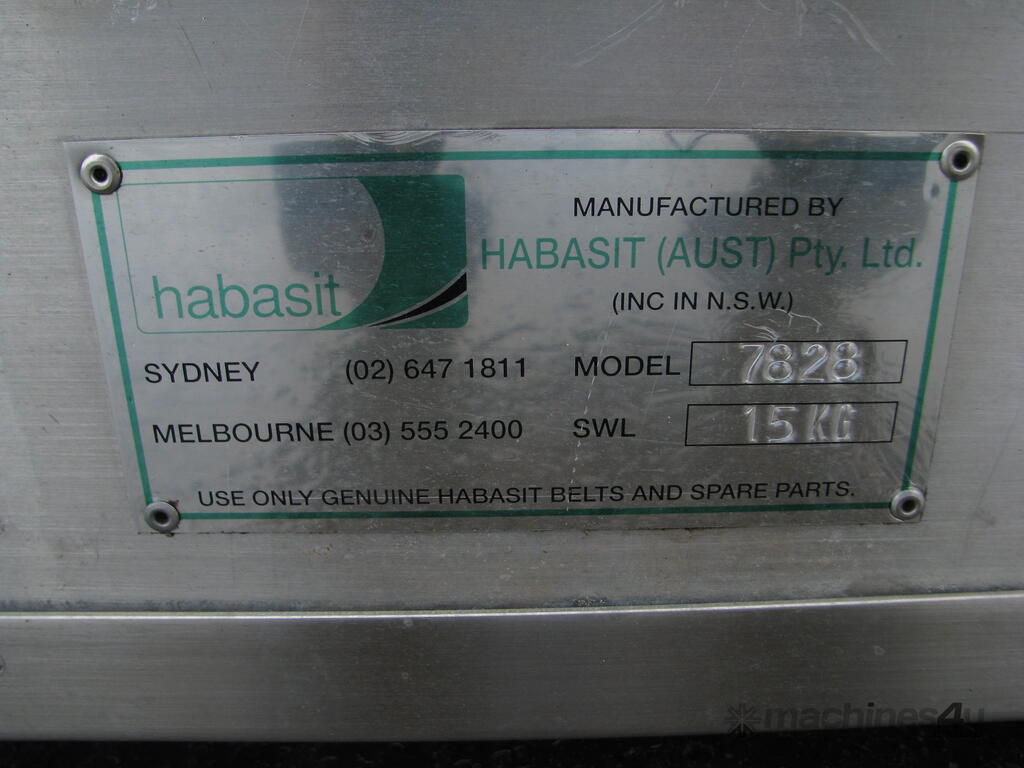 habasit
MANUFACTURED BY
HABASIT (AUST) Pty. Ltd.
(INC IN N.S.W.)
SYDNEY (02) 647 1811 MODEL 7828
MELBOURNE (03) 555 2400 SWL 15 KG
USE ONLY GENUINE HABASIT BELTS AND SPARE PARTS.
machines4u